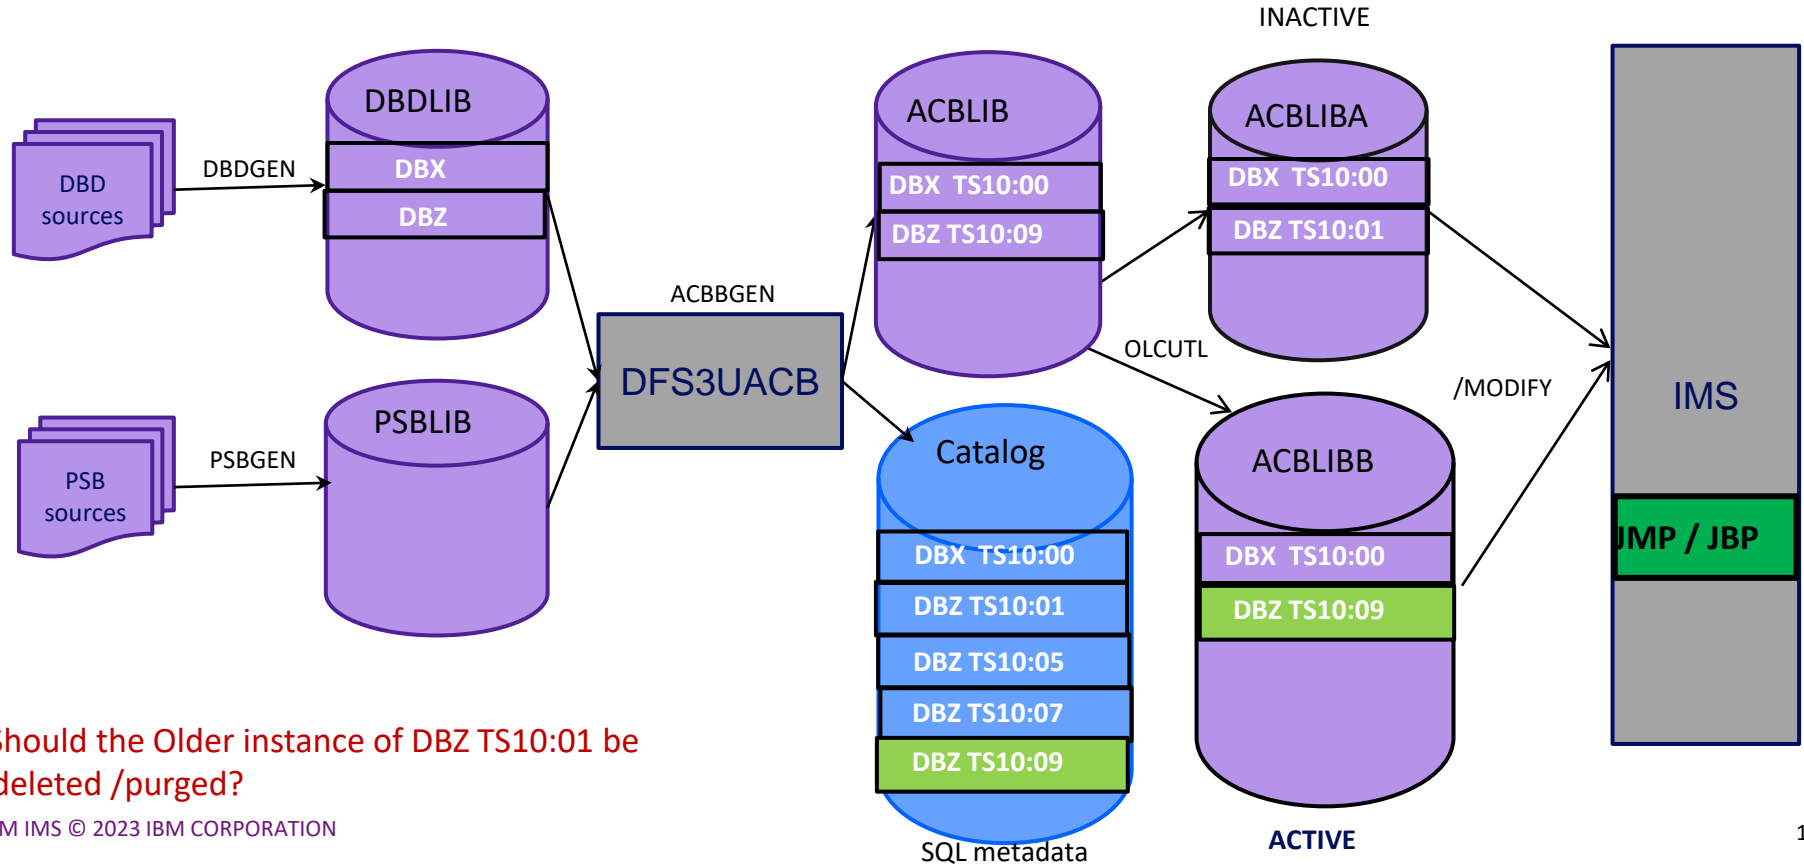 INACTIVE
DBDLIB
DBX
DBZ
DBD
sources
DBDGEN
ACBLIB
DBX TS10:00
DBZ TS10:09
ACBLIBA
DBX TS10:00
DBZ TS10:01
ACBBGEN
DFS3UACB
OLCUTL
/MODIFY
IMS
JMP / JBP
PSBLIB
PSB
sources
PSBGEN
Catalog
DBX TS10:00
DBZ TS10:01
DBZ TS10:05
DBZ TS10:07
DBZ TS10:09
SQL metadata
ACBLIBB
DBX TS10:00
DBZ TS10:09
ACTIVE
Should the Older instance of DBZ TS10:01 be
deleted /purged?
M IMS © 2023 IBM CORPORATION
1